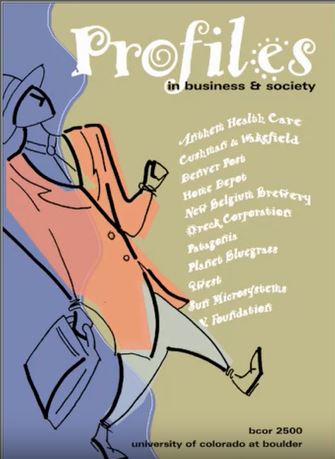 Profiles
in business & society
Anthem Health Care
Cushman & Wakefield
Denver Post
Home Depot
New Belgium Brewery
Oreck Corporation
Patagonia
Planet Bluegrass
Qwest
Sun Microsystems
V Foundation
bcor 2500
university of colorado at boulder